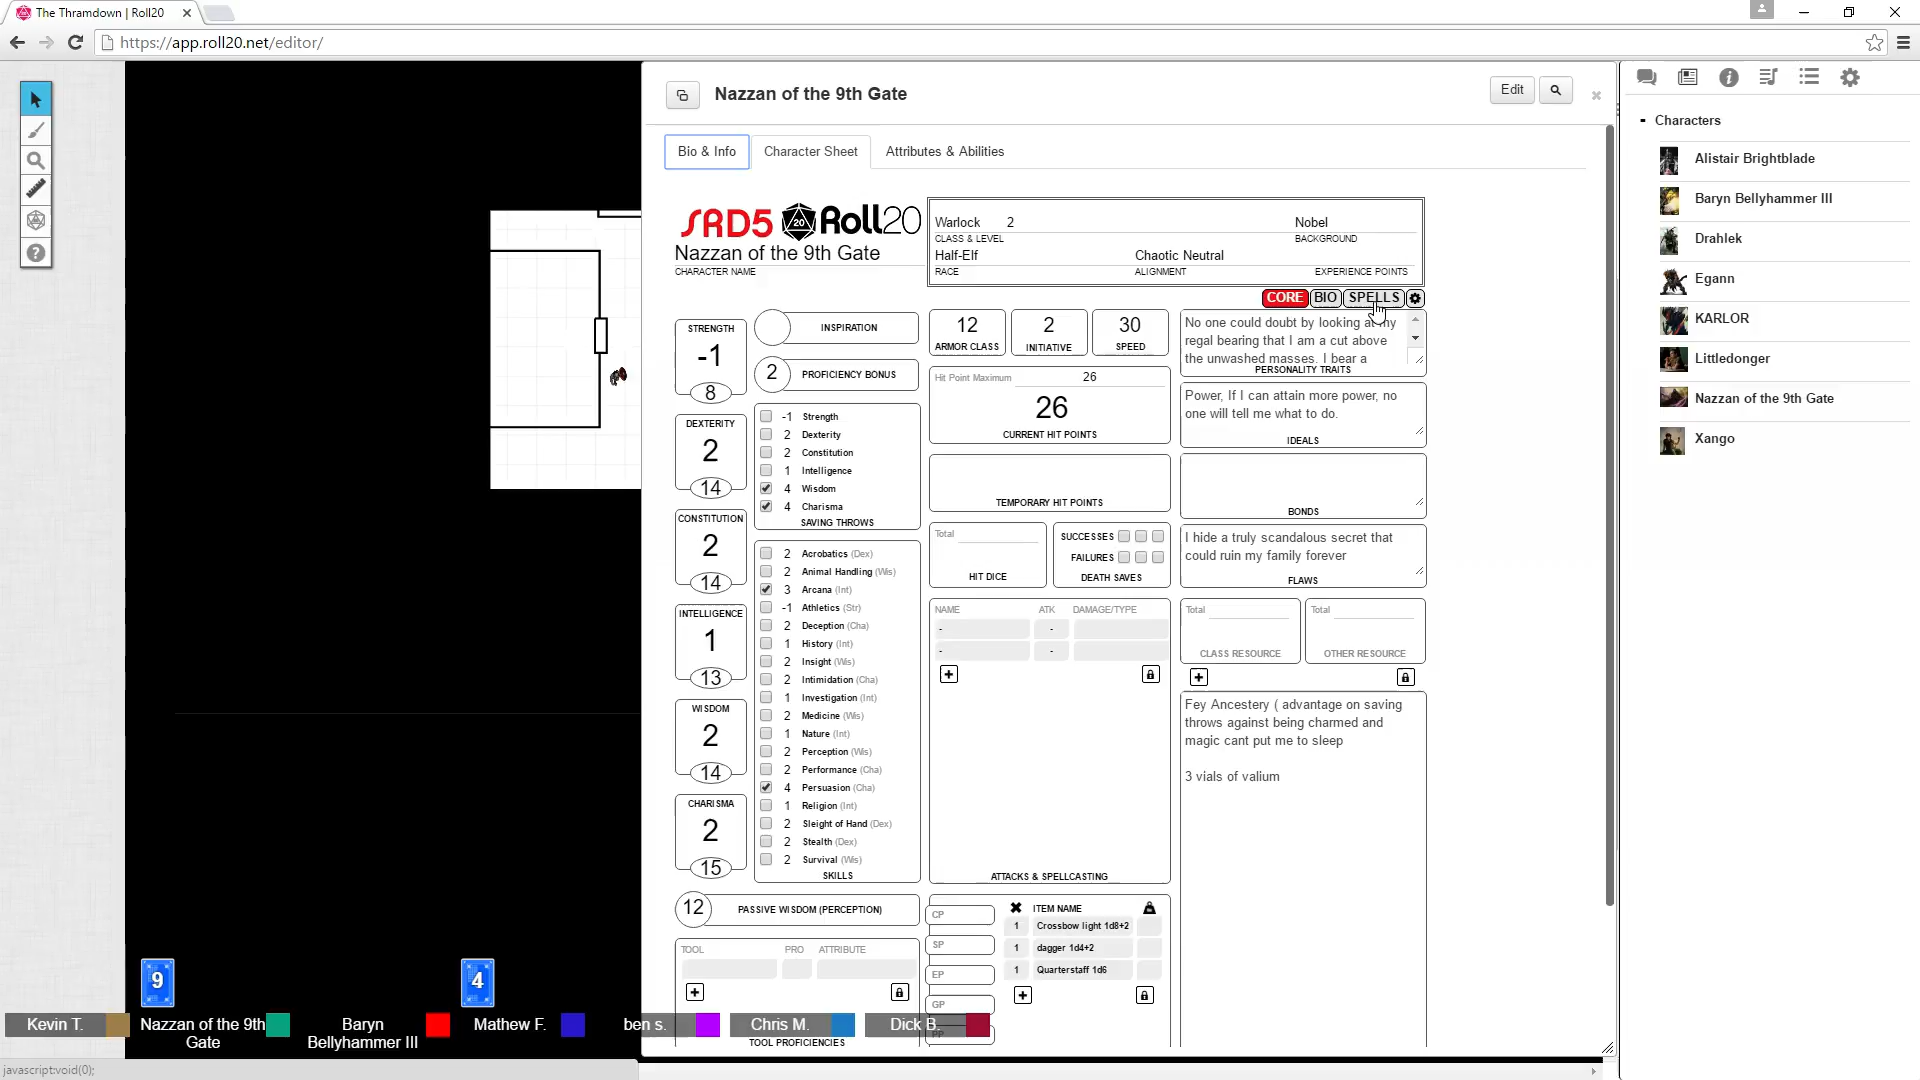 The Thramdown | Roll20
https://app.roll20.net/editor/
Nazzan of the 9th Gate
Edit
Bio & Info
Character Sheet
Attributes & Abilities
SRD5 20 Roll20
Nazzan of the 9th Gate
CHARACTER NAME
Warlock 2 Nobel
CLASS & LEVEL BACKGROUND
Half-Elf Chaotic Neutral
RACE ALIGNMENT EXPERIENCE POINTS
CORE BIO SPELLS
STRENGTH
-1
8
DEXTERITY
2
14
CONSTITUTION
2
14
INTELLIGENCE
1
13
WISDOM
2
14
CHARISMA
2
15
INSPIRATION
2 PROFICIENCY BONUS
-1 Strength
2 Dexterity
2 Constitution
1 Intelligence
4 Wisdom
4 Charisma
SAVING THROWS
2 Acrobatics (Dex)
2 Animal Handling (Wis)
3 Arcana (Int)
-1 Athletics (Str)
2 Deception (Cha)
1 History (Int)
2 Insight (Wis)
2 Intimidation (Cha)
1 Investigation (Int)
2 Medicine (Wis)
1 Nature (Int)
2 Perception (Wis)
2 Performance (Cha)
4 Persuasion (Cha)
1 Religion (Int)
2 Sleight of Hand (Dex)
2 Stealth (Dex)
2 Survival (Wis)
SKILLS
12 PASSIVE WISDOM (PERCEPTION)
TOOL PRO ATTRIBUTE
TOOL PROFICIENCIES
12
ARMOR CLASS
2
INITIATIVE
30
SPEED
Hit Point Maximum 26
26
CURRENT HIT POINTS
TEMPORARY HIT POINTS
Total
HIT DICE
SUCCESSES
FAILURES
DEATH SAVES
NAME ATK DAMAGE/TYPE
- -
- -
ATTACKS & SPELLCASTING
CP
SP
EP
GP
PP
ITEM NAME
1 Crossbow light 1d8+2
1 dagger 1d4+2
1 Quarterstaff 1d6
No one could doubt by looking at my
regal bearing that I am a cut above
the unwashed masses. I bear a
PERSONALITY TRAITS
Power, If I can attain more power, no
one will tell me what to do.
IDEALS
BONDS
I hide a truly scandalous secret that
could ruin my family forever
FLAWS
Total
CLASS RESOURCE
Total
OTHER RESOURCE
Fey Ancestery ( advantage on saving
throws against being charmed and
magic cant put me to sleep
3 vials of valium
Characters
Alistair Brightblade
Baryn Bellyhammer III
Drahlek
Egann
KARLOR
Littledonger
Nazzan of the 9th Gate
Xango
9
4
Kevin T.
Nazzan of the 9th
Gate
Baryn
Bellyhammer III
Mathew F.
ben s.
Chris M.
Dick B.
javascript:void(0);